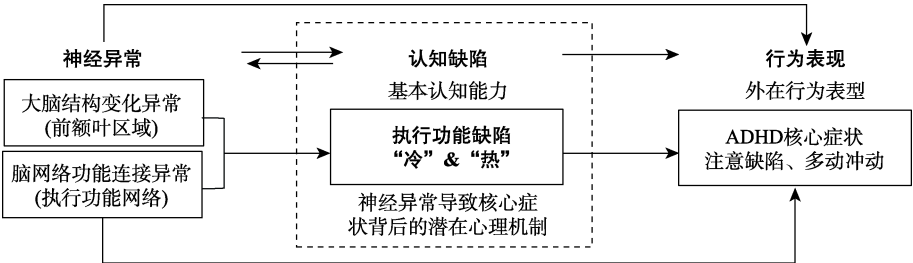 神经异常
认知缺陷
行为表现
大脑结构变化异常
(前额叶区域)
脑网络功能连接异常
(执行功能网络)
基本认知能力
执行功能缺陷
“冷” & “热”
神经异常导致核心症
状背后的潜在心理机制
外在行为表型
ADHD核心症状
注意缺陷、多动冲动